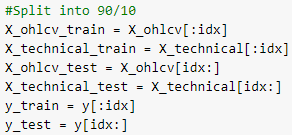 #Split into 90/10
X_ohlcv_train = X_ohlcv[:idx]
X_technical_train = X_technical[:idx]
X_ohlcv_test = X_ohlcv[idx:]
X_technical_test = X_technical[idx:]
y_train = y[:idx]
y_test = y[idx:]